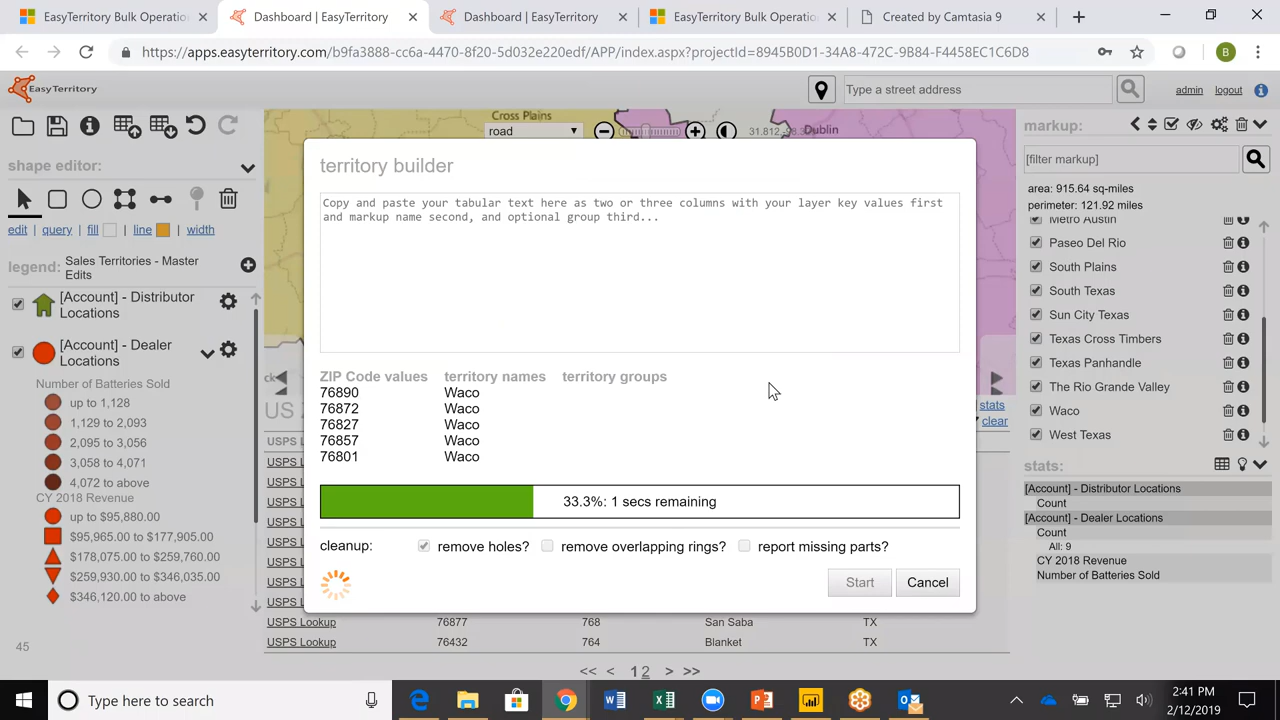 EasyTerritory Bulk Operatio
Dashboard | EasyTerritory
Dashboard | EasyTerritory
EasyTerritory Bulk Operatio
Created by Camtasia 9
https://apps.easyterritory.com/b9fa3888-cc6a-4470-8f20-5d032e220edf/APP/index.aspx?projectId=8945B0D1-34A8-472C-9B84-F4458EC1C6D8
B
EasyTerritory
Type a street address
admin
logout
shape editor:
edit | query | fill | line | width
legend:
Sales Territories - Master
Edits
[Account] - Distributor
Locations
[Account] - Dealer
Locations
Number of Batteries Sold
up to 1,128
1,129 to 2,093
2,095 to 3,056
3,058 to 4,071
4,072 to above
CY 2018 Revenue
up to $95,880.00
$95,965.00 to $177,905.00
$178,075.00 to $259,760.00
$259,930.00 to $346,035.00
$346,120.00 to above
45
Cross Plains
road
Dublin
territory builder
Copy and paste your tabular text here as two or three columns with your layer key values first
and markup name second, and optional group third...
ZIP Code values territory names territory groups
76890 Waco
76872 Waco
76827 Waco
76857 Waco
76801 Waco
33.3%: 1 secs remaining
cleanup: remove holes? remove overlapping rings? report missing parts?
Start
Cancel
stats
clear
USPS Lookup 76877 768 San Saba TX
USPS Lookup 76432 764 Blanket TX
<< < 1 2 > >>
markup:
[filter markup]
area: 915.64 sq-miles
perimeter: 121.92 miles
Metro Austin
Paseo Del Rio
South Plains
South Texas
Sun City Texas
Texas Cross Timbers
Texas Panhandle
The Rio Grande Valley
Waco
West Texas
stats:
[Account] - Distributor Locations
Count
[Account] - Dealer Locations
Count
All: 9
CY 2018 Revenue
Number of Batteries Sold
Type here to search
2:41 PM
2/12/2019